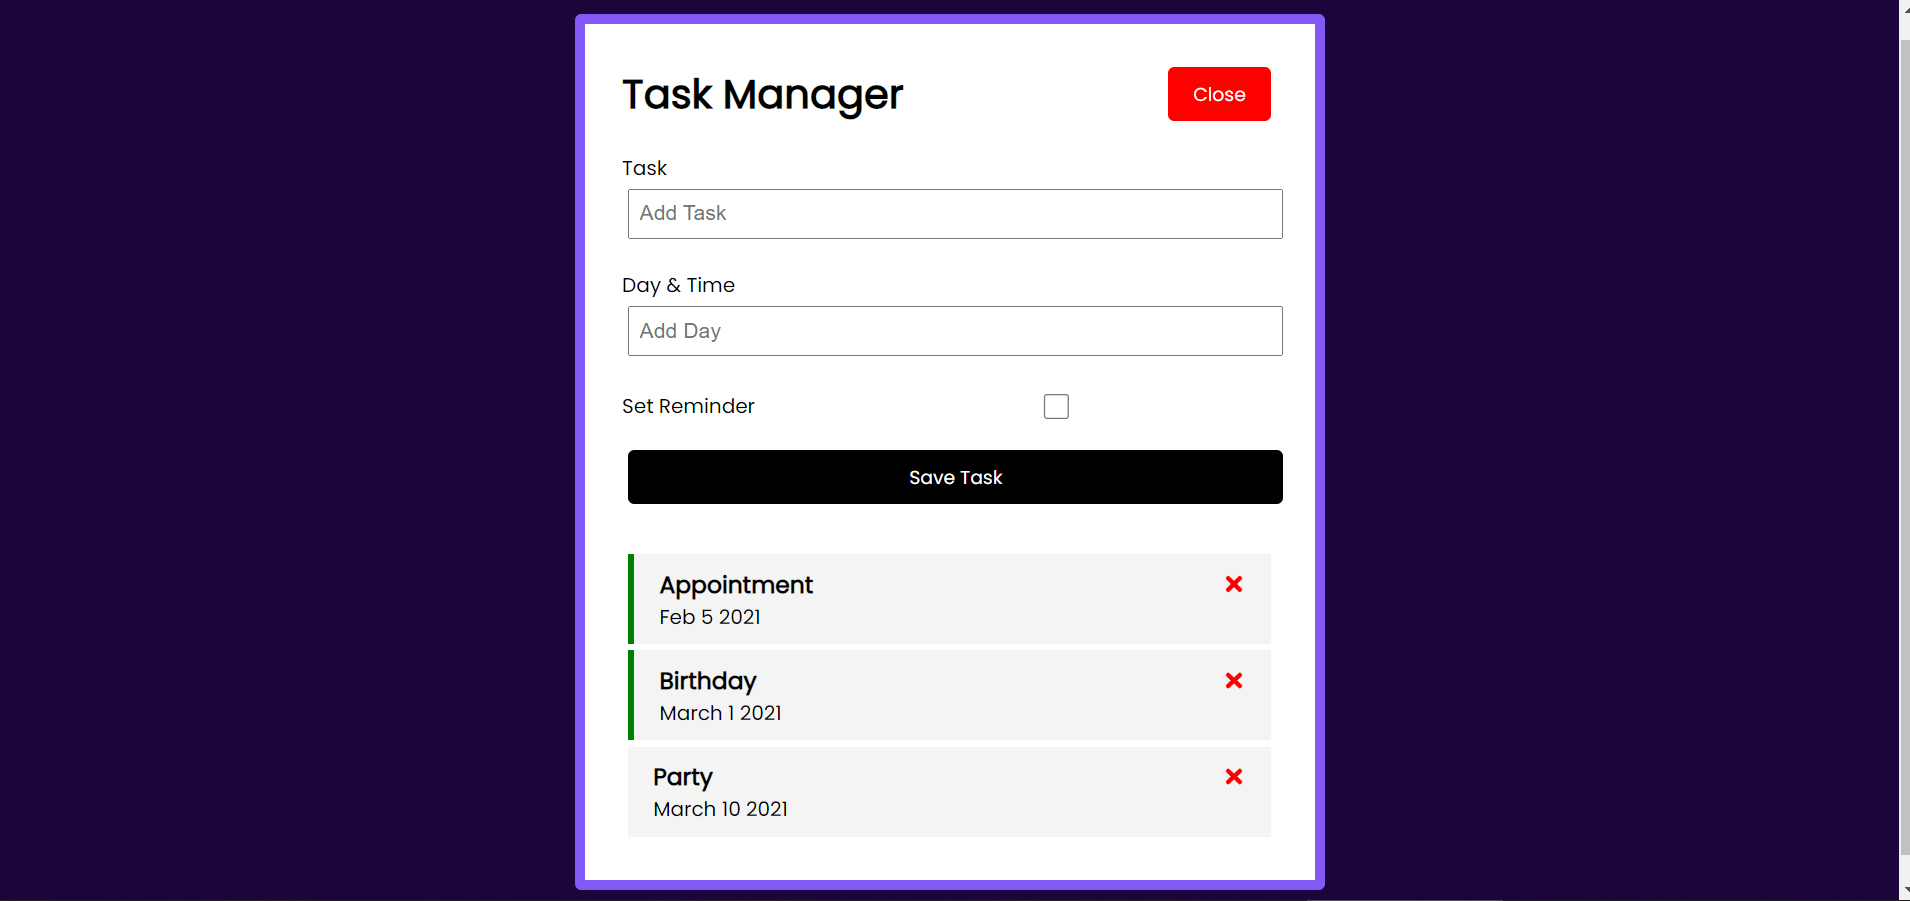 Task Manager
Close
Task
Add Task
Day & Time
Add Day
Set Reminder
Save Task
Appointment
Feb 5 2021
Birthday
March 1 2021
Party
March 10 2021